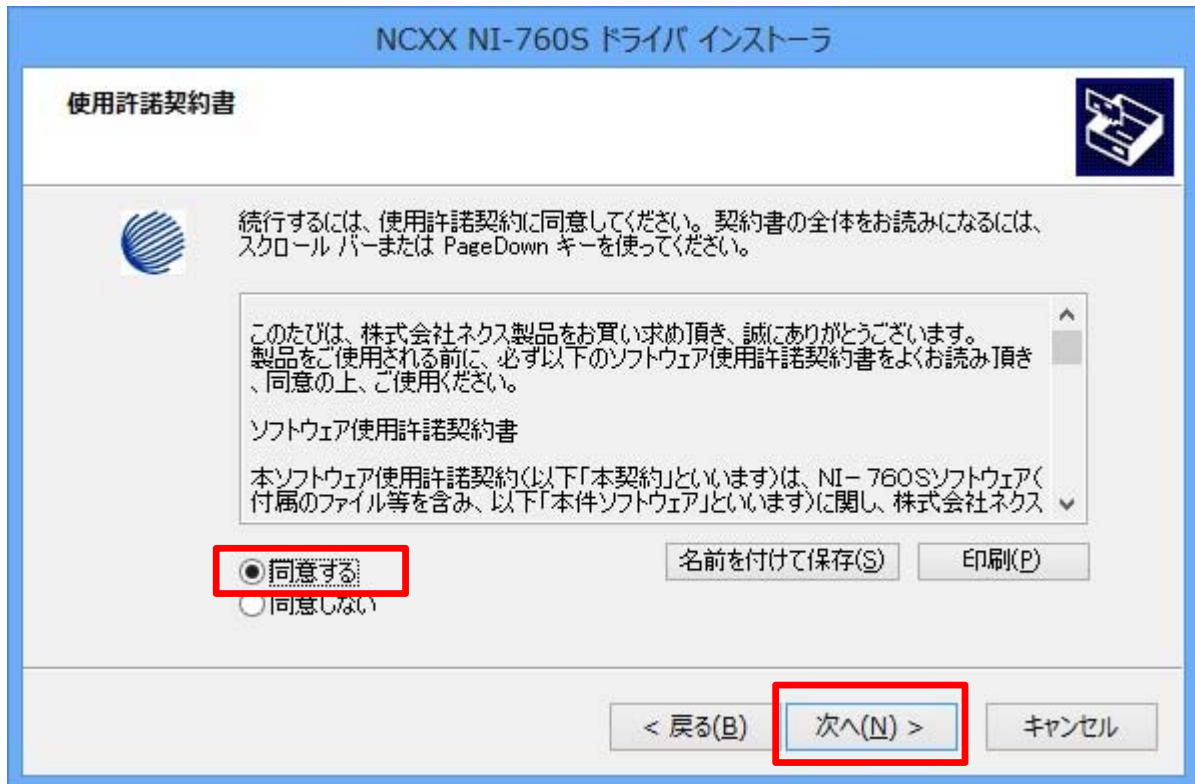 NCXX NI-760S ドライバ インストーラ
使用許諾契約書
続行するには、使用許諾契約に同意してください。契約書の全体をお読みになるには、
スクロール バーまたは PageDown キーを使ってください。
このたびは、株式会社ネクス製品をお買い求め頂き、誠にありがとうございます。
製品をご使用される前に、必ず以下のソフトウェア使用許諾契約書をよくお読み頂き
、同意の上、ご使用ください。
ソフトウェア使用許諾契約書
本ソフトウェア使用許諾契約(以下「本契約」といいます)は、NI－760Sソフトウェア(
付属のファイル等を含み、以下「本件ソフトウェア」といいます)に関し、株式会社ネクス
同意する
名前を付けて保存(S)
印刷(P)
同意しない
< 戻る(B)
次へ(N) >
キャンセル